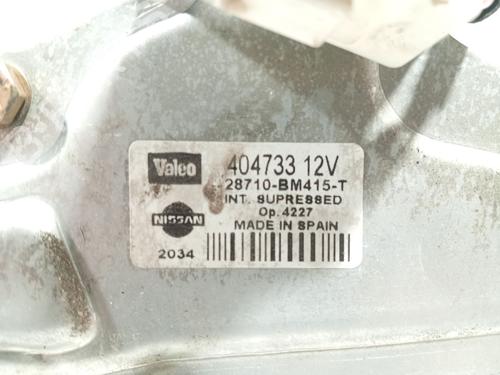 Valeo 404733 12V
28710-BM415-T
INT. SUPRESSED
NISSAN Op.4227
MADE IN SPAIN
2034